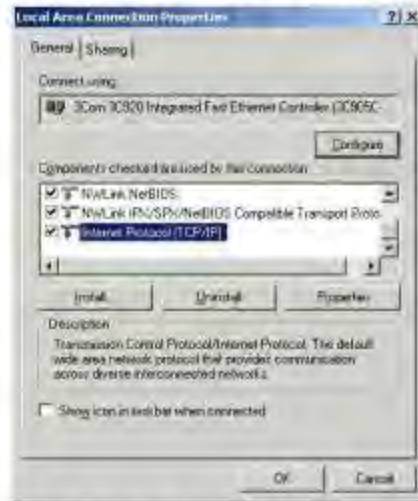 Local Area Connection Properties ? X
General Sharing
Connect using:
3Com 3C920 Integrated Fast Ethernet Controller (3C905C-
Configure
Components checked are used by this connection:
NWLink NetBIOS
NWLink IPX/SPX/NetBIOS Compatible Transport Proto
Internet Protocol (TCP/IP)
Install... Uninstall Properties
Description
Transmission Control Protocol/Internet Protocol. The default
wide area network protocol that provides communication
across diverse interconnected networks.
Show icon in taskbar when connected
OK Cancel